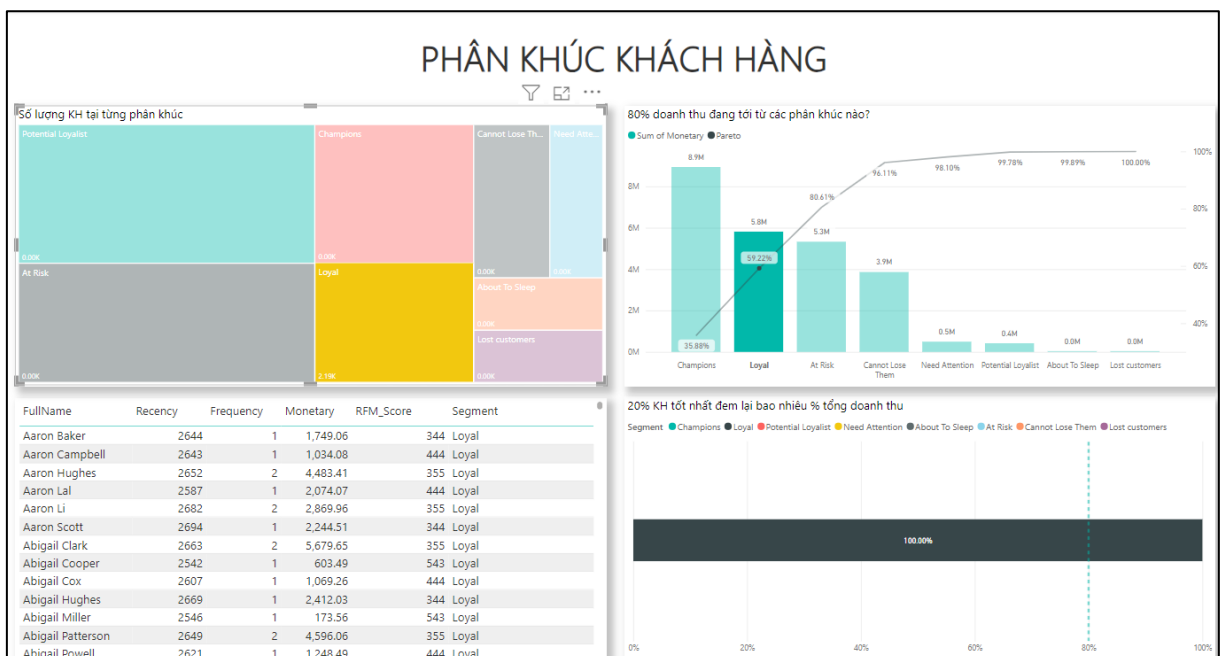 PHÂN KHÚC KHÁCH HÀNG
Số lượng KH tại từng phân khúc
Potential Loyalist
0.00K
Champions
0.00K
Cannot Lose Th...
0.00K
Need Atte...
0.00K
At Risk
0.00K
Loyal
2.19K
About To Sleep
0.00K
Lost customers
0.00K
80% doanh thu đang tới từ các phân khúc nào?
Sum of Monetary Pareto
8.9M
5.8M
5.3M
3.9M
0.5M
0.4M
0.0M
0.0M
35.88%
59.22%
80.61%
96.11%
98.10%
99.78%
99.89%
100.00%
8M
6M
4M
2M
0M
100%
80%
60%
40%
Champions
Loyal
At Risk
Cannot Lose
Them
Need Attention
Potential Loyalist
About To Sleep
Lost customers
FullName Recency Frequency Monetary RFM_Score Segment
Aaron Baker 2644 1 1,749.06 344 Loyal
Aaron Campbell 2643 1 1,034.08 444 Loyal
Aaron Hughes 2652 2 4,483.41 355 Loyal
Aaron Lal 2587 1 2,074.07 444 Loyal
Aaron Li 2682 2 2,869.96 355 Loyal
Aaron Scott 2694 1 2,244.51 344 Loyal
Abigail Clark 2663 2 5,679.65 355 Loyal
Abigail Cooper 2542 1 603.49 543 Loyal
Abigail Cox 2607 1 1,069.26 444 Loyal
Abigail Hughes 2669 1 2,412.03 344 Loyal
Abigail Miller 2546 1 173.56 543 Loyal
Abigail Patterson 2649 2 4,596.06 355 Loyal
Abigail Powell 2621 1 1,248.49 444 Loyal
20% KH tốt nhất đem lại bao nhiêu % tổng doanh thu
Segment Champions Loyal Potential Loyalist Need Attention About To Sleep At Risk Cannot Lose Them Lost customers
100.00%
0%
20%
40%
60%
80%
100%